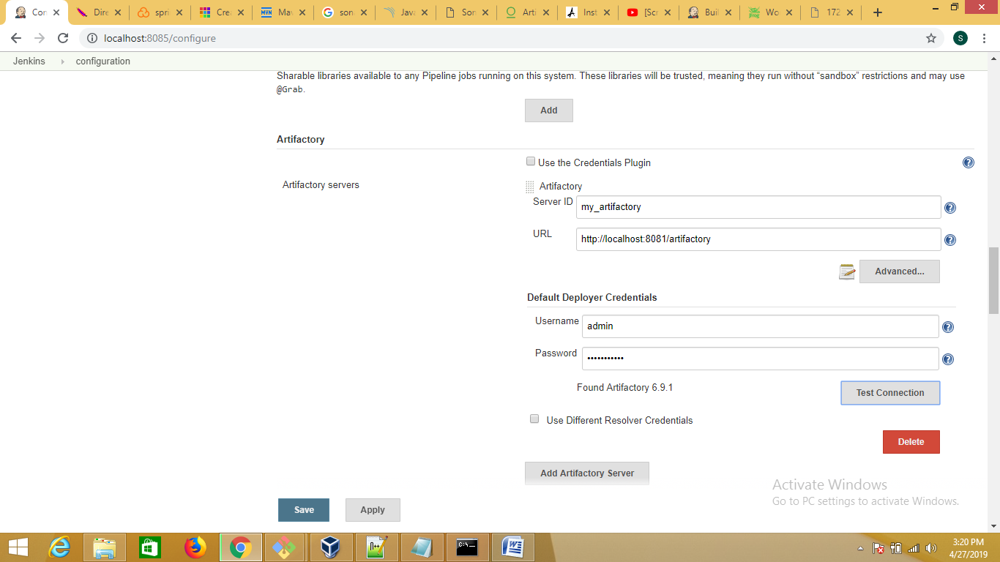 Cor
Dire
spri
Crea
MVN Mav
sona
Java
Son
Arti
Inst
[Scr
Buil
Wo
172
localhost:8085/configure
S
Jenkins configuration
Sharable libraries available to any Pipeline jobs running on this system. These libraries will be trusted, meaning they run without “sandbox” restrictions and may use
@Grab.
Add
Artifactory
Use the Credentials Plugin
Artifactory servers
Artifactory
Server ID
my_artifactory
URL
http://localhost:8081/artifactory
Advanced...
Default Deployer Credentials
Username
admin
Password
•••••••••••
Found Artifactory 6.9.1
Test Connection
Use Different Resolver Credentials
Delete
Add Artifactory Server
Activate Windows
Go to PC settings to activate Windows.
Save
Apply
3:20 PM
4/27/2019